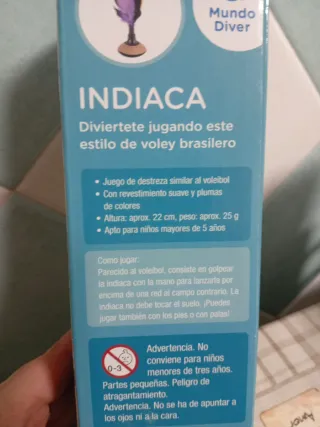 Mundo
Diver
INDIACA
Diviertete jugando este
estilo de voley brasilero
• Juego de destreza similar al voleibol
• Con revestimiento suave y plumas
de colores
• Altura: aprox. 22 cm, peso: aprox. 25 g
• Apto para niños mayores de 5 años
Como jugar:
Parecido al voleibol, consiste en golpear
la indiaca con la mano para lanzarla por
encima de una red al campo contrario. La
indiaca no debe tocar el suelo. ¡Puedes
jugar también con los pies o con palas!
0-3
Advertencia. No
conviene para niños
menores de tres años.
Partes pequeñas. Peligro de
atragantamiento.
Advertencia. No se ha de apuntar a
los ojos ni a la cara.
Amor